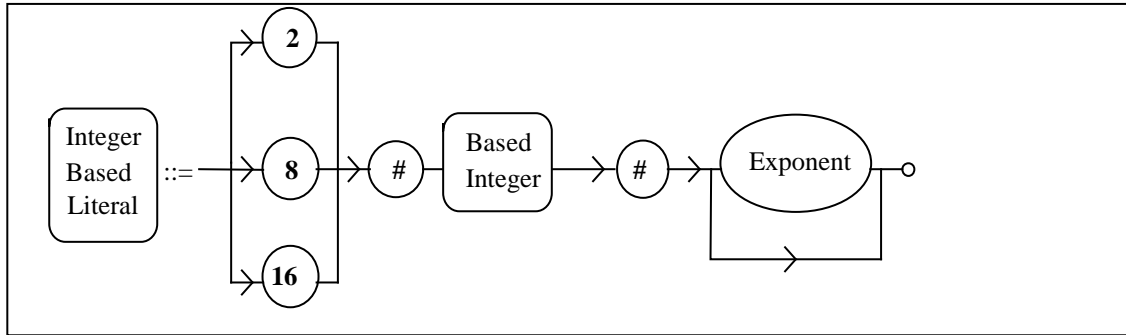 2
Integer
Based
Literal
::=
8
#
Based
Integer
#
Exponent
16